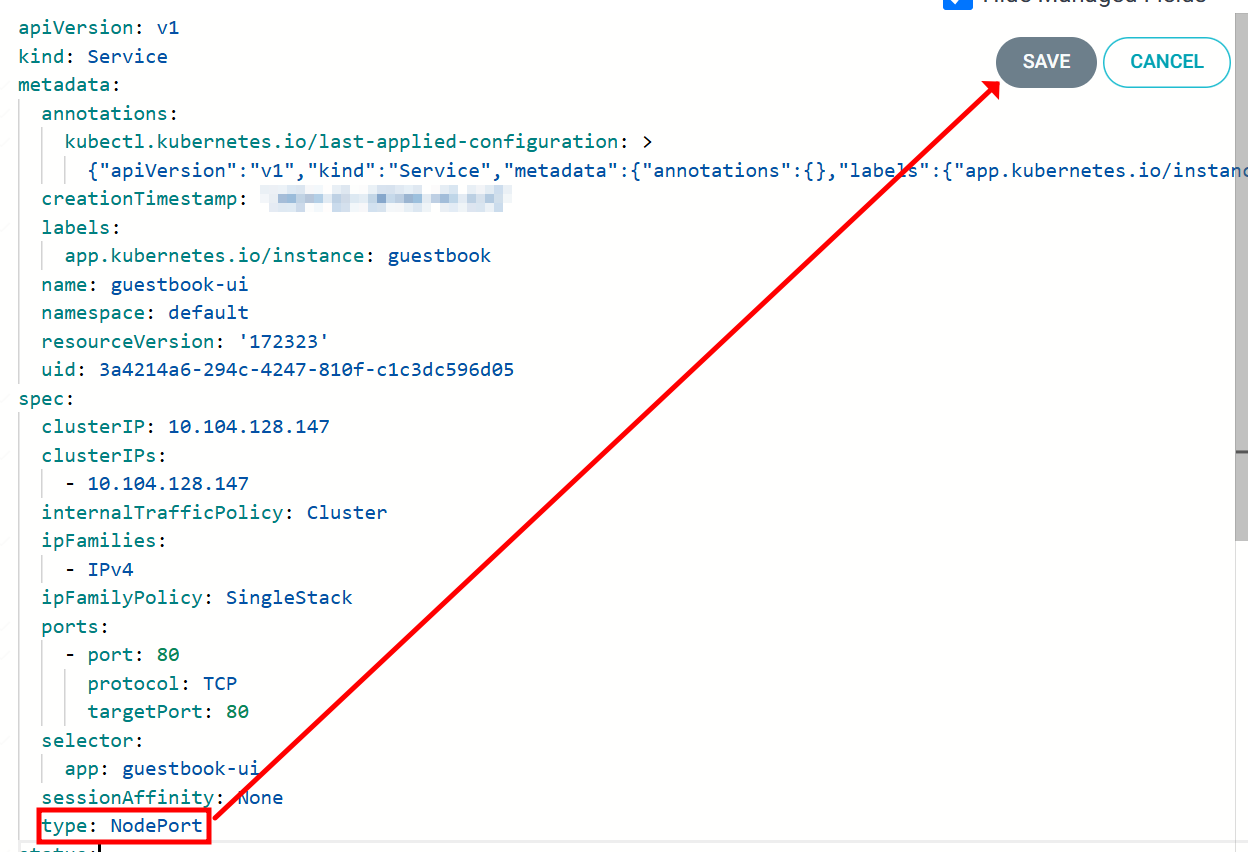 Hide Managed Fields
SAVE CANCEL
apiVersion: v1
kind: Service
metadata:
  annotations:
    kubectl.kubernetes.io/last-applied-configuration: >
      {"apiVersion":"v1","kind":"Service","metadata":{"annotations":{},"labels":{"app.kubernetes.io/instanc
  creationTimestamp:
  labels:
    app.kubernetes.io/instance: guestbook
  name: guestbook-ui
  namespace: default
  resourceVersion: '172323'
  uid: 3a4214a6-294c-4247-810f-c1c3dc596d05
spec:
  clusterIP: 10.104.128.147
  clusterIPs:
    - 10.104.128.147
  internalTrafficPolicy: Cluster
  ipFamilies:
    - IPv4
  ipFamilyPolicy: SingleStack
  ports:
    - port: 80
      protocol: TCP
      targetPort: 80
  selector:
    app: guestbook-ui
  sessionAffinity: None
  type: NodePort
status: